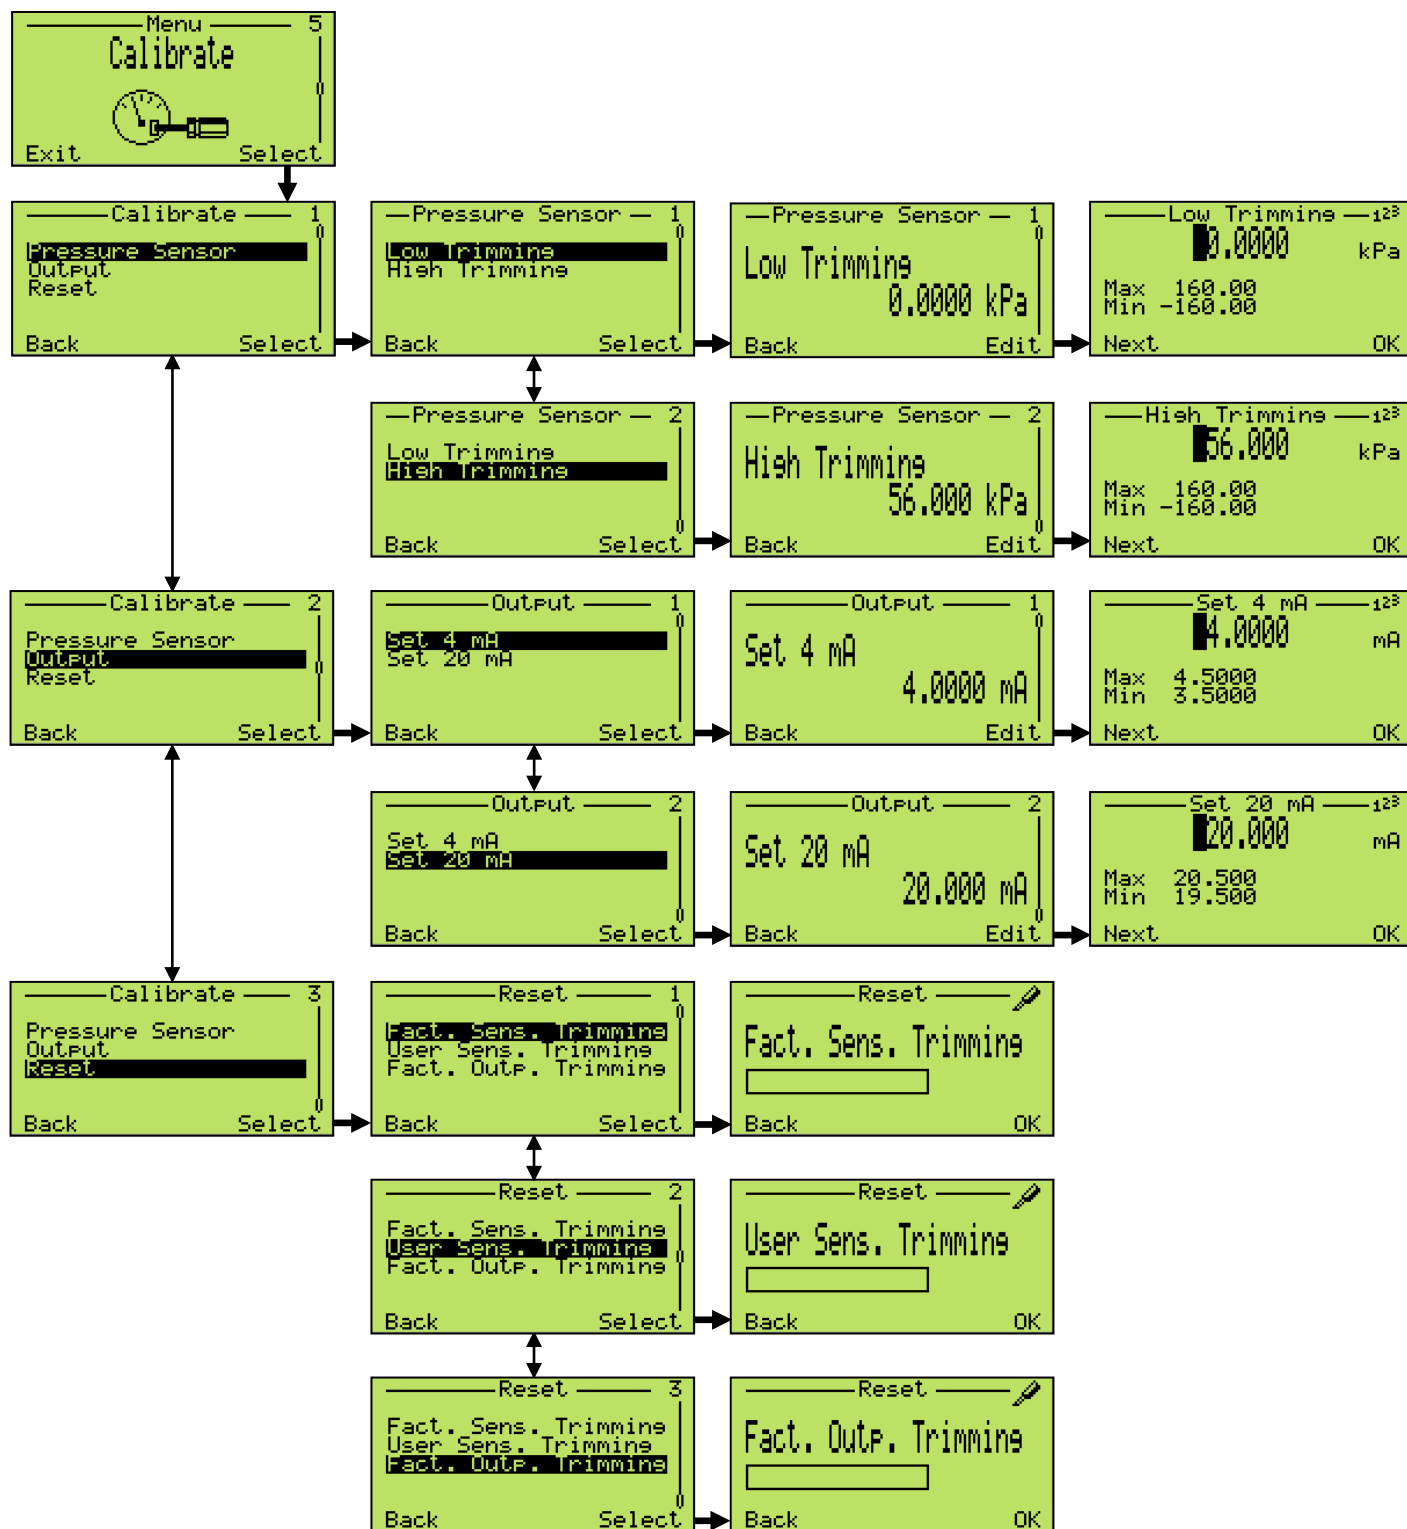 Menu 5
Calibrate
Exit Select
Calibrate 1
Pressure Sensor
Output
Reset
Back Select
Pressure Sensor 1
Low Trimming
High Trimming
Back Select
Pressure Sensor 1
Low Trimming
0.0000 kPa
Back Edit
Low Trimming 123
0.0000 kPa
Max 160.00
Min -160.00
Next OK
Pressure Sensor 2
Low Trimming
High Trimming
Back Select
Pressure Sensor 2
High Trimming
56.000 kPa
Back Edit
High Trimming 123
56.000 kPa
Max 160.00
Min -160.00
Next OK
Calibrate 2
Pressure Sensor
Output
Reset
Back Select
Output 1
Set 4 mA
Set 20 mA
Back Select
Output 1
Set 4 mA
4.0000 mA
Back Edit
Set 4 mA 123
4.0000 mA
Max 4.5000
Min 3.5000
Next OK
Output 2
Set 4 mA
Set 20 mA
Back Select
Output 2
Set 20 mA
20.000 mA
Back Edit
Set 20 mA 123
20.000 mA
Max 20.500
Min 19.500
Next OK
Calibrate 3
Pressure Sensor
Output
Reset
Back Select
Reset 1
Fact. Sens. Trimming
User Sens. Trimming
Fact. Outp. Trimming
Back Select
Reset
Fact. Sens. Trimming
Back OK
Reset 2
Fact. Sens. Trimming
User Sens. Trimming
Fact. Outp. Trimming
Back Select
Reset
User Sens. Trimming
Back OK
Reset 3
Fact. Sens. Trimming
User Sens. Trimming
Fact. Outp. Trimming
Back Select
Reset
Fact. Outp. Trimming
Back OK